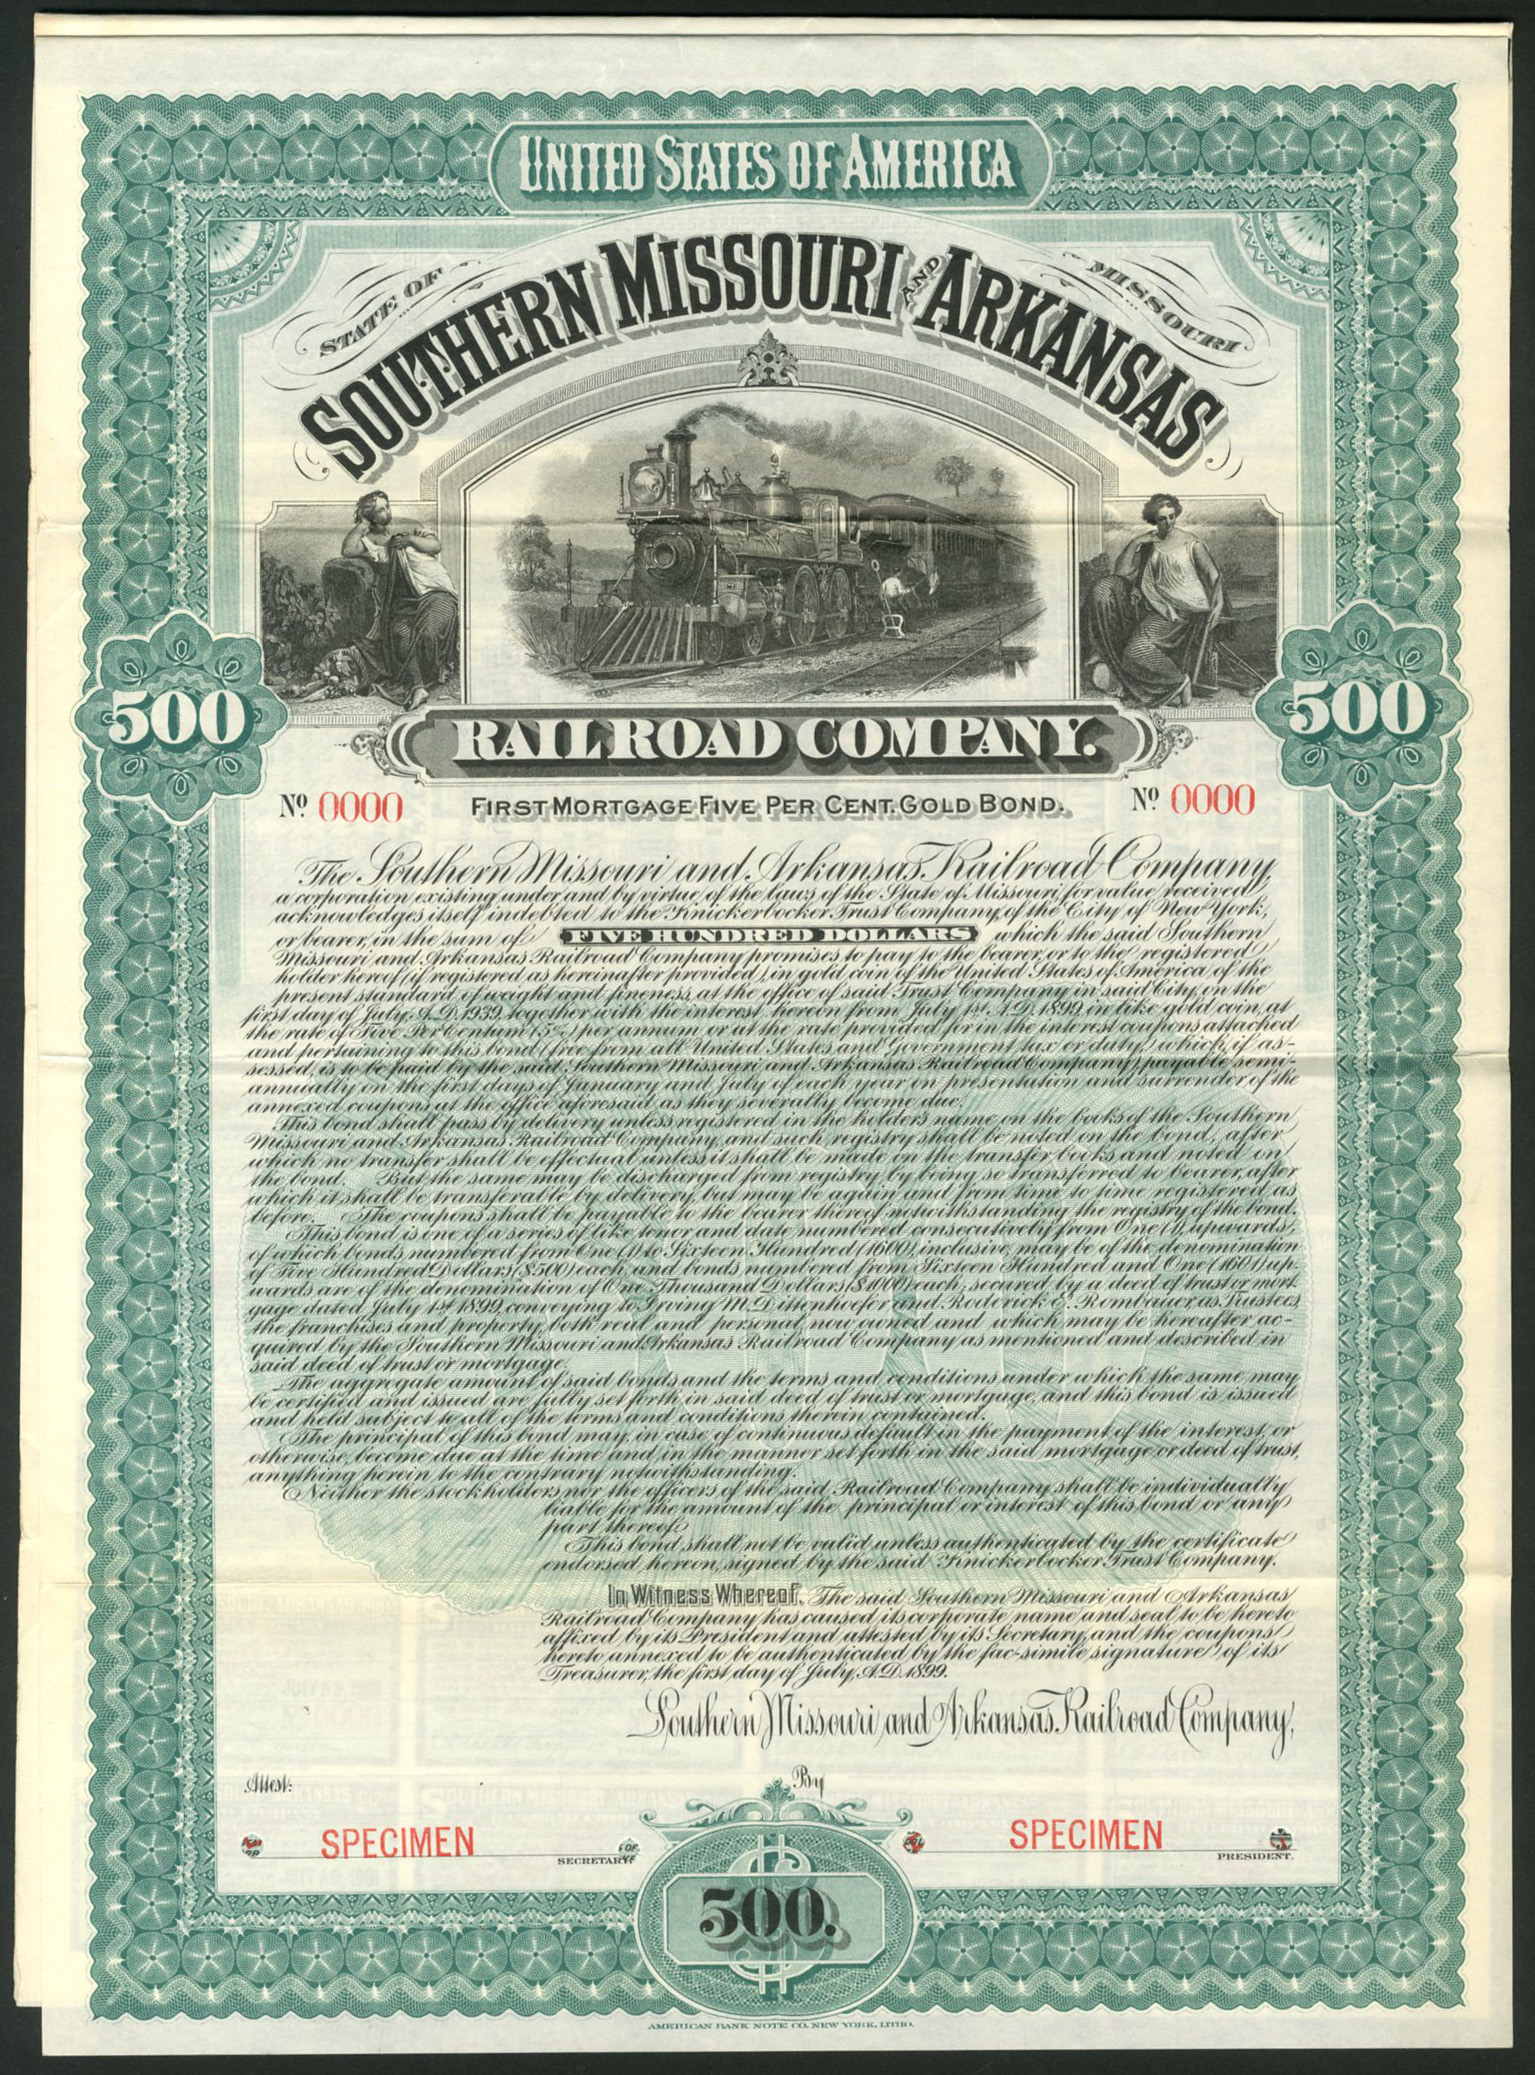 UNITED STATES OF AMERICA
STATE OF MISSOURI
SOUTHERN MISSOURI AND ARKANSAS
500 500
RAILROAD COMPANY.
No. 0000 FIRST MORTGAGE FIVE PER CENT. GOLD BOND. No. 0000
The Southern Missouri and Arkansas Railroad Company,
a corporation existing under and by virtue of the laws of the State of Missouri, for value received
acknowledges itself indebted to the Knickerbocker Trust Company, of the City of New York,
or bearer, in the sum of FIVE HUNDRED DOLLARS which the said Southern
Missouri and Arkansas Railroad Company promises to pay to the bearer, or to the registered
holder hereof (if registered as hereinafter provided), in gold coin of the United States of America of the
present standard of weight and fineness, at the office of said Trust Company in said City, on the
first day of July, A.D. 1939, together with the interest hereon from July 1st A.D. 1899, in like gold coin, at
the rate of Five Per Centum (5%) per annum or at the rate provided for in the interest coupons attached
and pertaining to this bond (free from all United States and Government tax or duty, which, if as-
sessed, is to be paid by the said Southern Missouri and Arkansas Railroad Company), payable semi-
annually on the first days of January and July of each year on presentation and surrender of the
annexed coupons at the office aforesaid as they severally become due.
This bond shall pass by delivery unless registered in the holder's name on the books of the Southern
Missouri and Arkansas Railroad Company, and such registry shall be noted on the bond, after
which no transfer shall be effectual unless it shall be made in the transfer books and noted on
the bond. But the same may be discharged from registry by being so transferred to bearer, after
which it shall be transferable by delivery, but may be again and from time to time registered as
before. The coupons shall be payable to the bearer thereof notwithstanding the registry of the bond.
This bond is one of a series of like tenor and date numbered consecutively from One (1), upwards,
of which bonds numbered from One (1) to Sixteen Hundred (1600), inclusive, may be of the denomination
of Five Hundred Dollars ($500) each, and bonds numbered from Sixteen Hundred and One (1601) up-
wards are of the denomination of One Thousand Dollars ($1000) each, secured by a deed of trust or mort-
gage dated July 1st 1899, conveying to Irving M. Dittenhoefer and Roderick E. Rombauer, as Trustees,
the franchises and property, both real and personal, now owned and which may be hereafter ac-
quired by the Southern Missouri and Arkansas Railroad Company as mentioned and described in
said deed of trust or mortgage.
The aggregate amount of said bonds and the terms and conditions under which the same may
be certified and issued are fully set forth in said deed of trust or mortgage, and this bond is issued
and held subject to all of the terms and conditions therein contained.
The principal of this bond may, in case of continuous default in the payment of the interest, or
otherwise, become due at the time and in the manner set forth in the said mortgage or deed of trust,
anything herein to the contrary notwithstanding.
Neither the stockholders nor the officers of the said Railroad Company shall be individually
liable for the amount of the principal or interest of this bond or any
part thereof.
This bond shall not be valid unless authenticated by the certificate
endorsed hereon, signed by the said Knickerbocker Trust Company.
In Witness Whereof, The said Southern Missouri and Arkansas
Railroad Company has caused its corporate name and seal to be hereto
affixed by its President and attested by its Secretary, and the coupons
hereto annexed to be authenticated by the fac-simile signature of its
Treasurer, the first day of July, A.D. 1899.
Southern Missouri and Arkansas Railroad Company,
Attest: By
SPECIMEN SPECIMEN
SECRETARY. PRESIDENT.
500.
AMERICAN BANK NOTE CO. NEW YORK, LITHO.